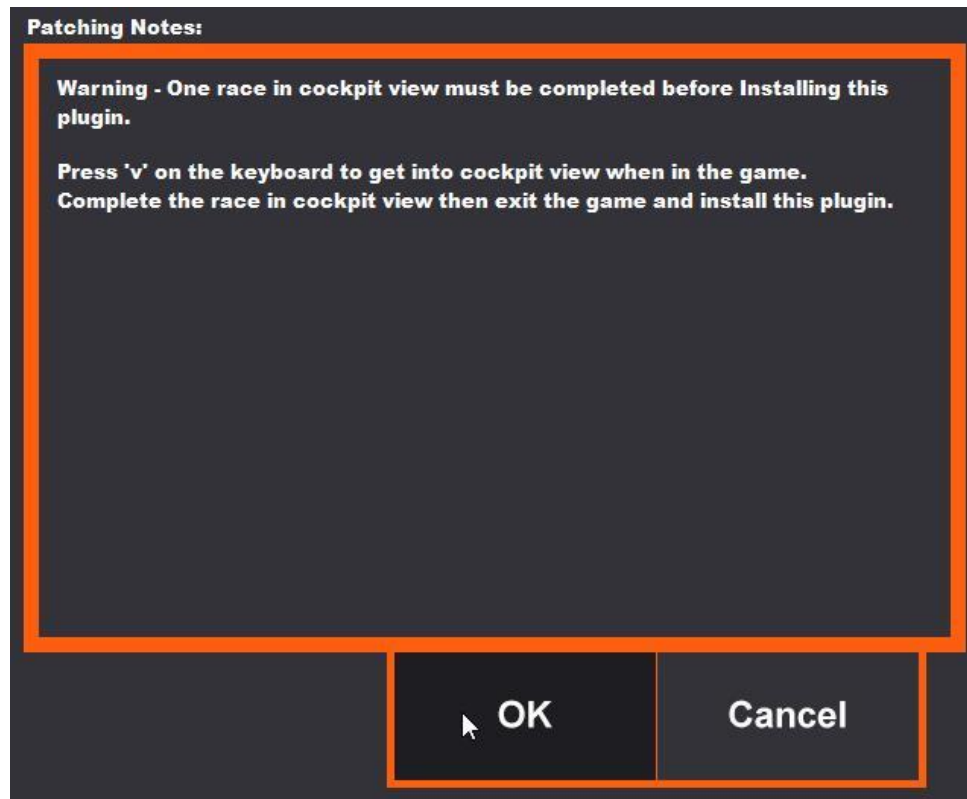 Patching Notes:
Warning - One race in cockpit view must be completed before Installing this
plugin.
Press 'v' on the keyboard to get into cockpit view when in the game.
Complete the race in cockpit view then exit the game and install this plugin.
OK
Cancel